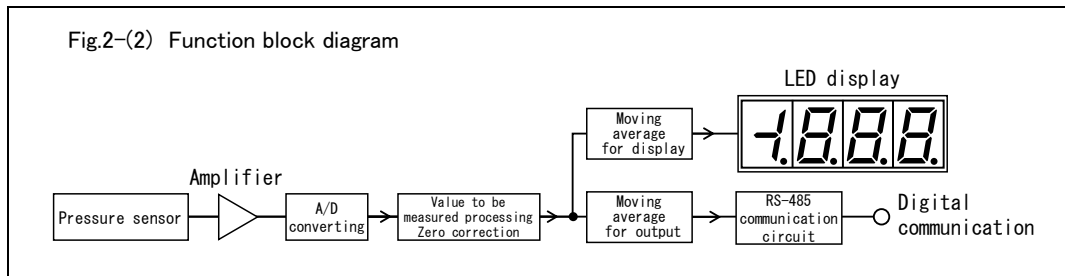 Fig.2-(2) Function block diagram
LED display
-1.8.8.8.
Moving
average
for display
Amplifier
Pressure sensor
A/D
converting
Value to be
measured processing
Zero correction
Moving
average
for output
RS-485
communication
circuit
Digital
communication